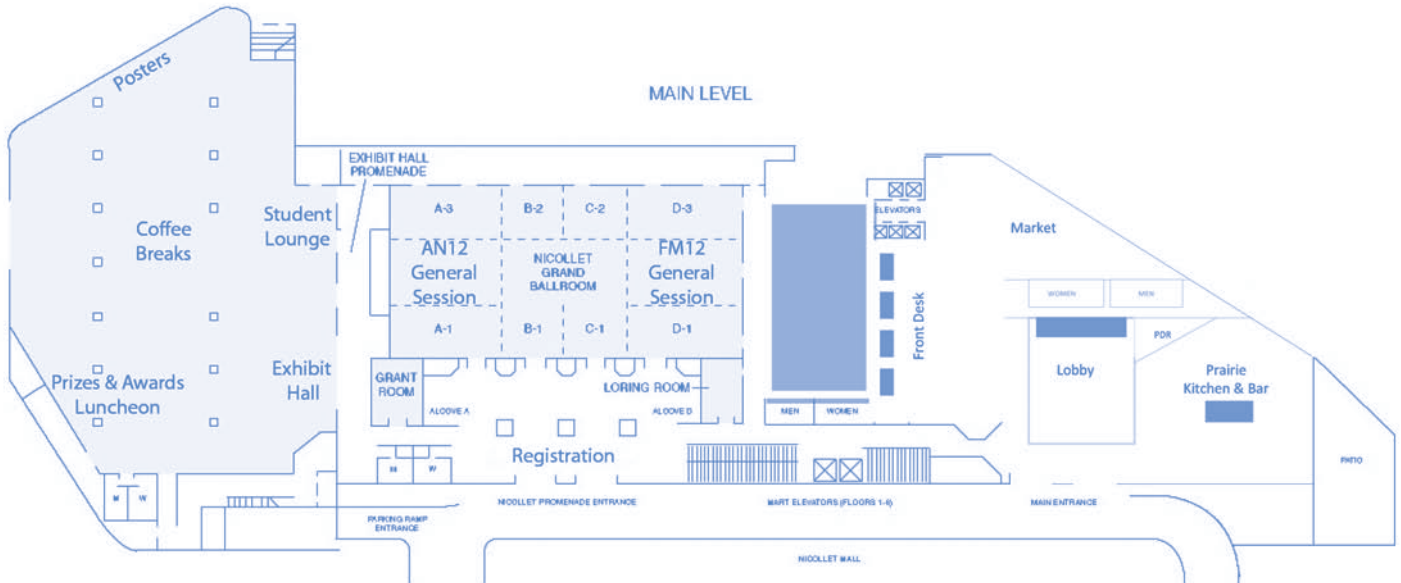 MAIN LEVEL
Posters
EXHIBIT HALL
PROMENADE
Student
Lounge
Coffee
Breaks
A-3
B-2
C-2
D-3
AN12
General
Session
NICOLLET
GRAND
BALLROOM
FM12
General
Session
A-1
B-1
C-1
D-1
ELEVATORS
Market
Front Desk
WOMEN
MEN
PDR
Lobby
Prairie
Kitchen & Bar
Prizes & Awards
Luncheon
Exhibit
Hall
GRANT
ROOM
LORING ROOM
ALCOVE A
ALCOVE D
MEN
WOMEN
Registration
M
W
M
W
PATIO
NICOLLET PROMENADE ENTRANCE
MART ELEVATORS (FLOORS 1-6)
MAIN ENTRANCE
PARKING RAMP
ENTRANCE
NICOLLET MALL